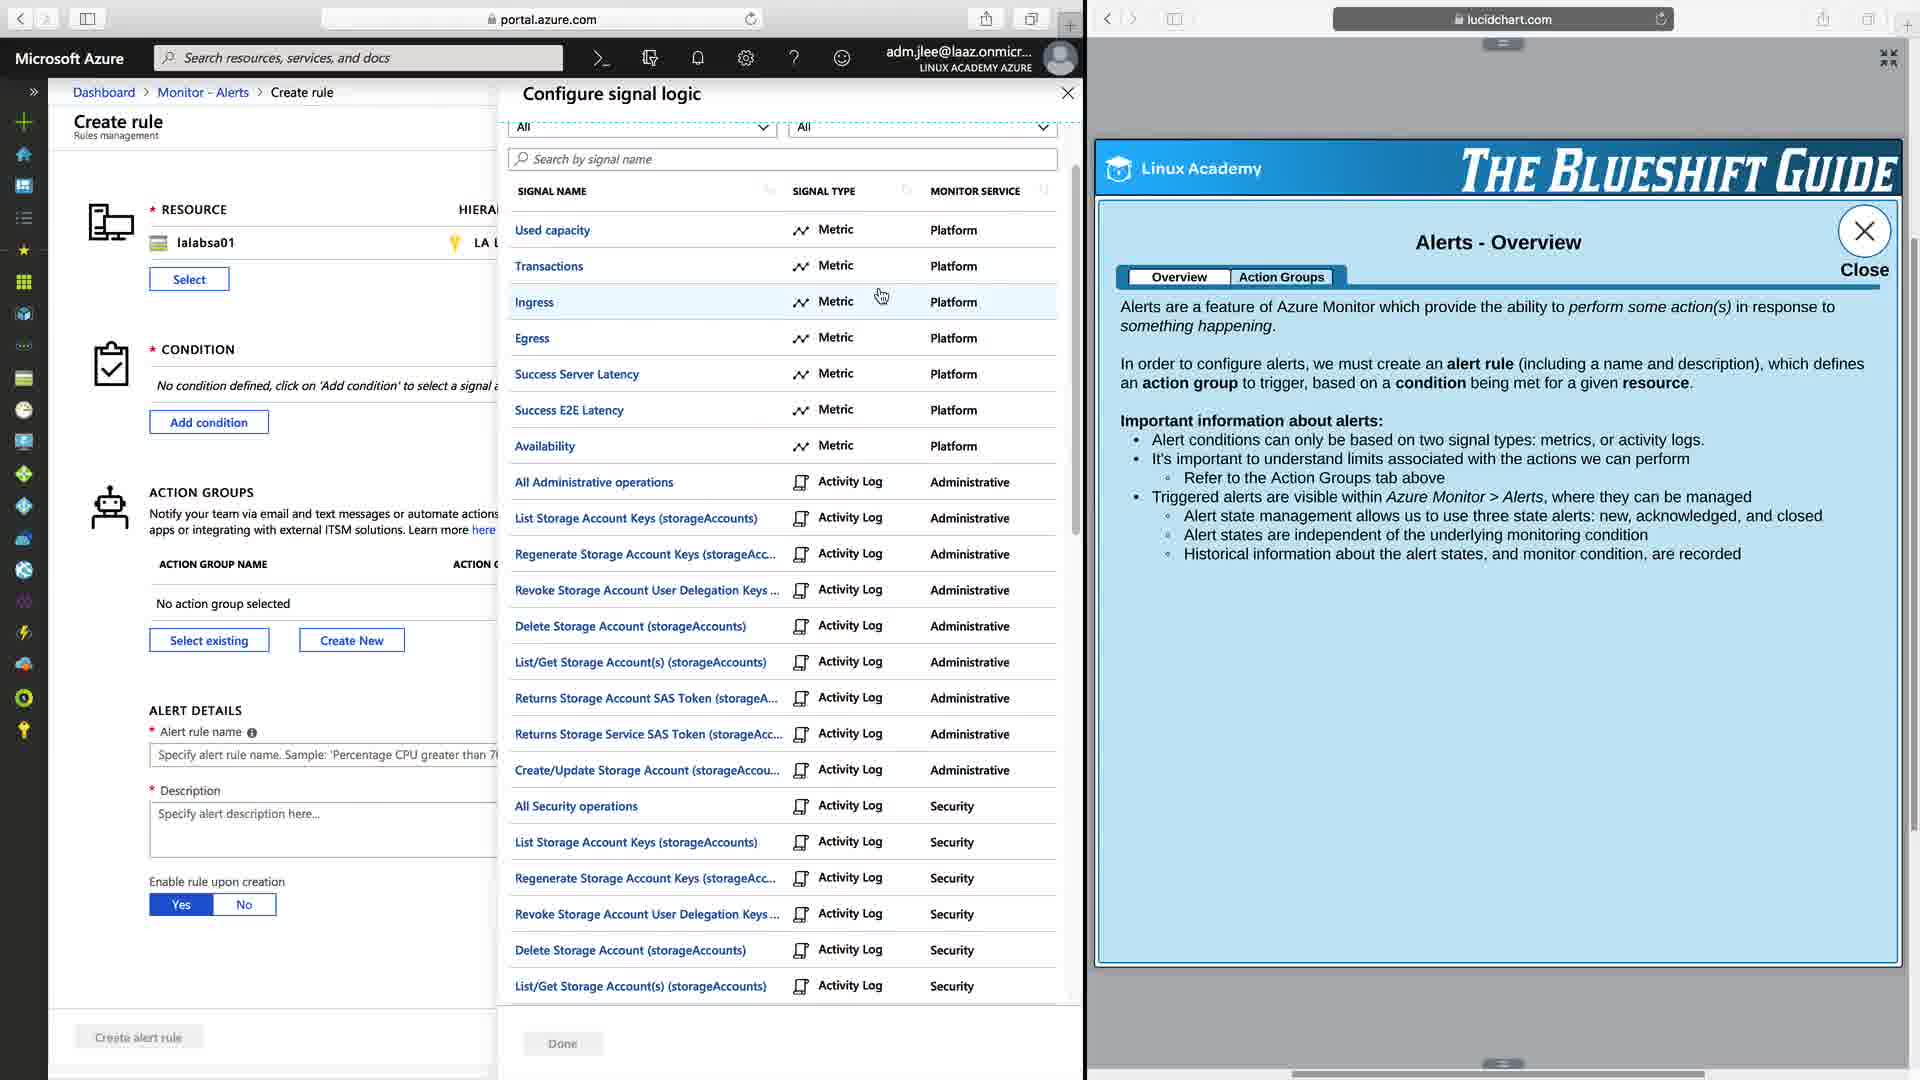 portal.azure.com
Microsoft Azure
Search resources, services, and docs
adm.jlee@laaz.onmicr...
LINUX ACADEMY AZURE
Dashboard > Monitor - Alerts > Create rule
Create rule
Rules management
* RESOURCE
HIERA
lalabsa01
LA L
Select
* CONDITION
No condition defined, click on 'Add condition' to select a signal a
Add condition
ACTION GROUPS
Notify your team via email and text messages or automate actions
apps or integrating with external ITSM solutions. Learn more here
ACTION GROUP NAME
ACTION G
No action group selected
Select existing
Create New
ALERT DETAILS
* Alert rule name
Specify alert rule name. Sample: 'Percentage CPU greater than 70
* Description
Specify alert description here...
Enable rule upon creation
Yes
No
Create alert rule
Configure signal logic
All
All
Search by signal name
SIGNAL NAME SIGNAL TYPE MONITOR SERVICE
Used capacity Metric Platform
Transactions Metric Platform
Ingress Metric Platform
Egress Metric Platform
Success Server Latency Metric Platform
Success E2E Latency Metric Platform
Availability Metric Platform
All Administrative operations Activity Log Administrative
List Storage Account Keys (storageAccounts) Activity Log Administrative
Regenerate Storage Account Keys (storageAcc... Activity Log Administrative
Revoke Storage Account User Delegation Keys ... Activity Log Administrative
Delete Storage Account (storageAccounts) Activity Log Administrative
List/Get Storage Account(s) (storageAccounts) Activity Log Administrative
Returns Storage Account SAS Token (storageA... Activity Log Administrative
Returns Storage Service SAS Token (storageAcc... Activity Log Administrative
Create/Update Storage Account (storageAccou... Activity Log Administrative
All Security operations Activity Log Security
List Storage Account Keys (storageAccounts) Activity Log Security
Regenerate Storage Account Keys (storageAcc... Activity Log Security
Revoke Storage Account User Delegation Keys ... Activity Log Security
Delete Storage Account (storageAccounts) Activity Log Security
List/Get Storage Account(s) (storageAccounts) Activity Log Security
Done
lucidchart.com
Linux Academy
THE BLUESHIFT GUIDE
Alerts - Overview
Close
Overview
Action Groups
Alerts are a feature of Azure Monitor which provide the ability to perform some action(s) in response to
something happening.
In order to configure alerts, we must create an alert rule (including a name and description), which defines
an action group to trigger, based on a condition being met for a given resource.
Important information about alerts:
• Alert conditions can only be based on two signal types: metrics, or activity logs.
• It's important to understand limits associated with the actions we can perform
◦ Refer to the Action Groups tab above
• Triggered alerts are visible within Azure Monitor > Alerts, where they can be managed
◦ Alert state management allows us to use three state alerts: new, acknowledged, and closed
◦ Alert states are independent of the underlying monitoring condition
◦ Historical information about the alert states, and monitor condition, are recorded